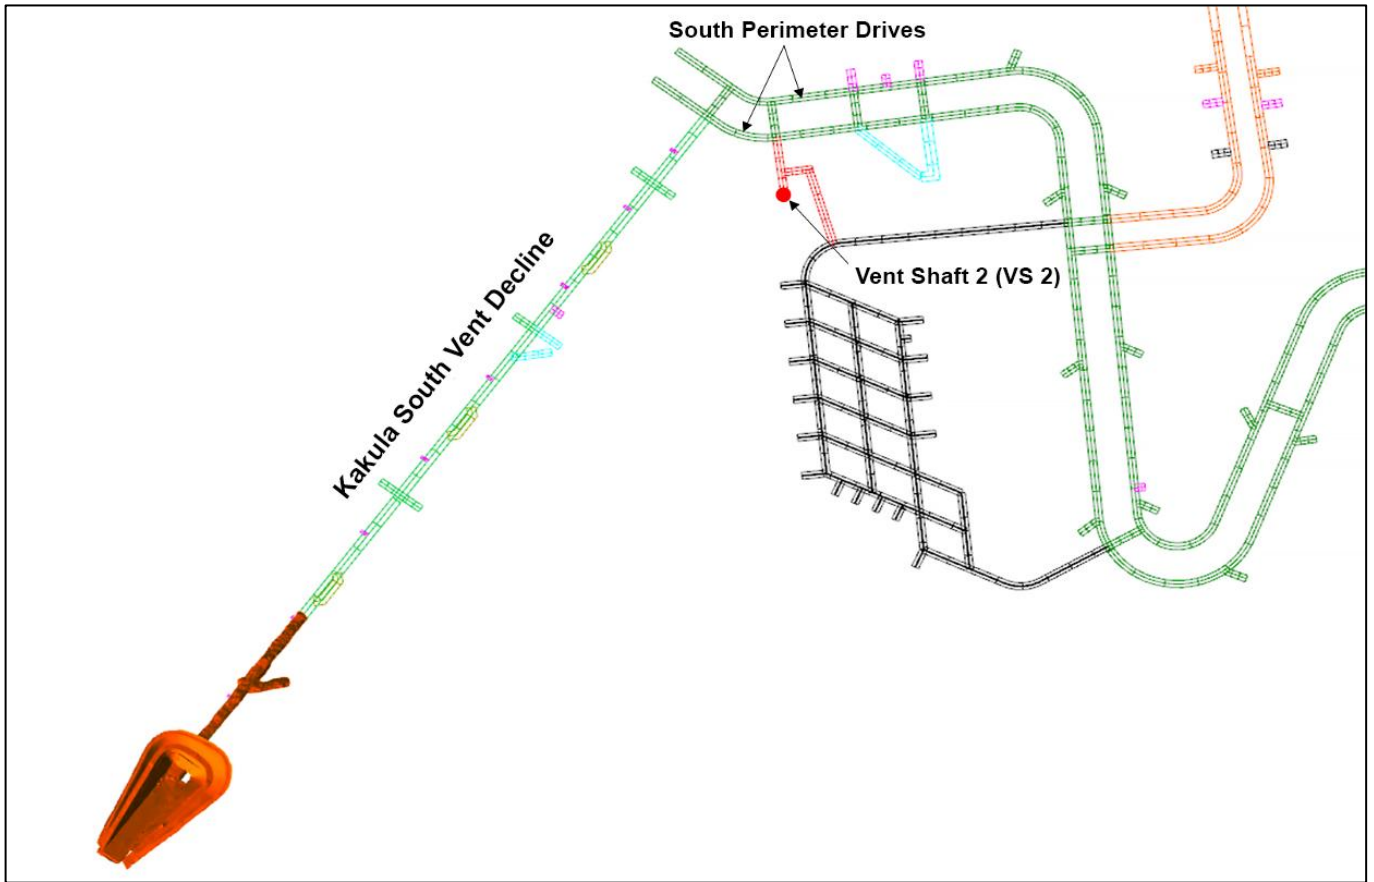 South Perimeter Drives
Vent Shaft 2 (VS 2)
Kakula South Vent Decline